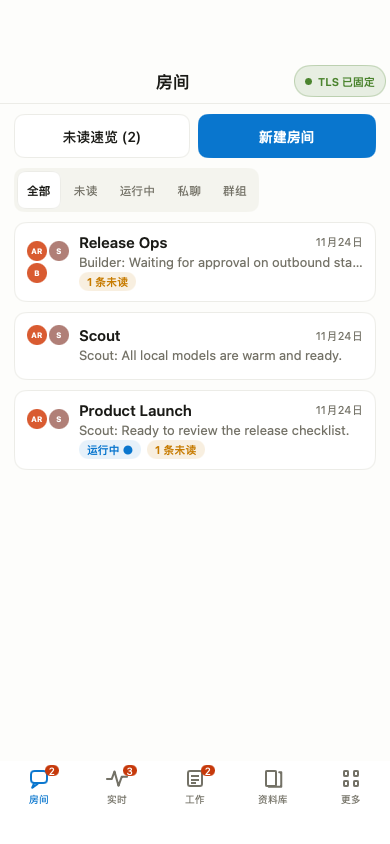 房间
TLS 已固定
未读速览 (2)
新建房间
全部
未读
运行中
私聊
群组
AR
S
B
Release Ops
11月24日
Builder: Waiting for approval on outbound sta...
1 条未读
AR
S
Scout
11月24日
Scout: All local models are warm and ready.
AR
S
Product Launch
11月24日
Scout: Ready to review the release checklist.
运行中
1 条未读
2
3
2
房间
实时
工作
资料库
更多